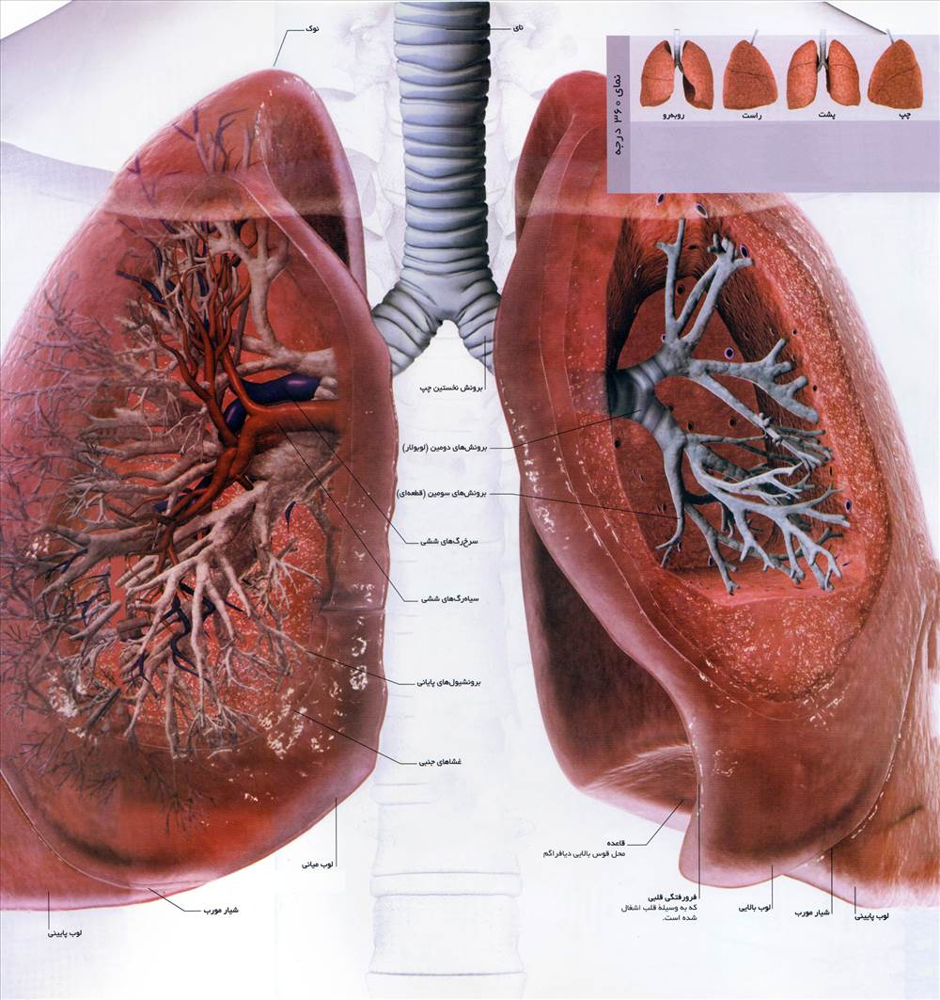 نوک
نای
نمای ۳۶۰ درجه
روبه‌رو
راست
پشت
چپ
برونش نخستین چپ
برونش‌های دومین (لوبولار)
برونش‌های سومین (قطعه‌ای)
سرخرگ‌های ششی
سیاهرگ‌های ششی
برونشیول‌های پایانی
غشاهای جنبی
قاعده
محل قوس بالایی دیافراگم
لوب میانی
فرورفتگی قلبی
که به وسیلهٔ قلب اشغال
شده است.
لوب بالایی
شیار مورب
لوب پایینی
شیار مورب
لوب پایینی